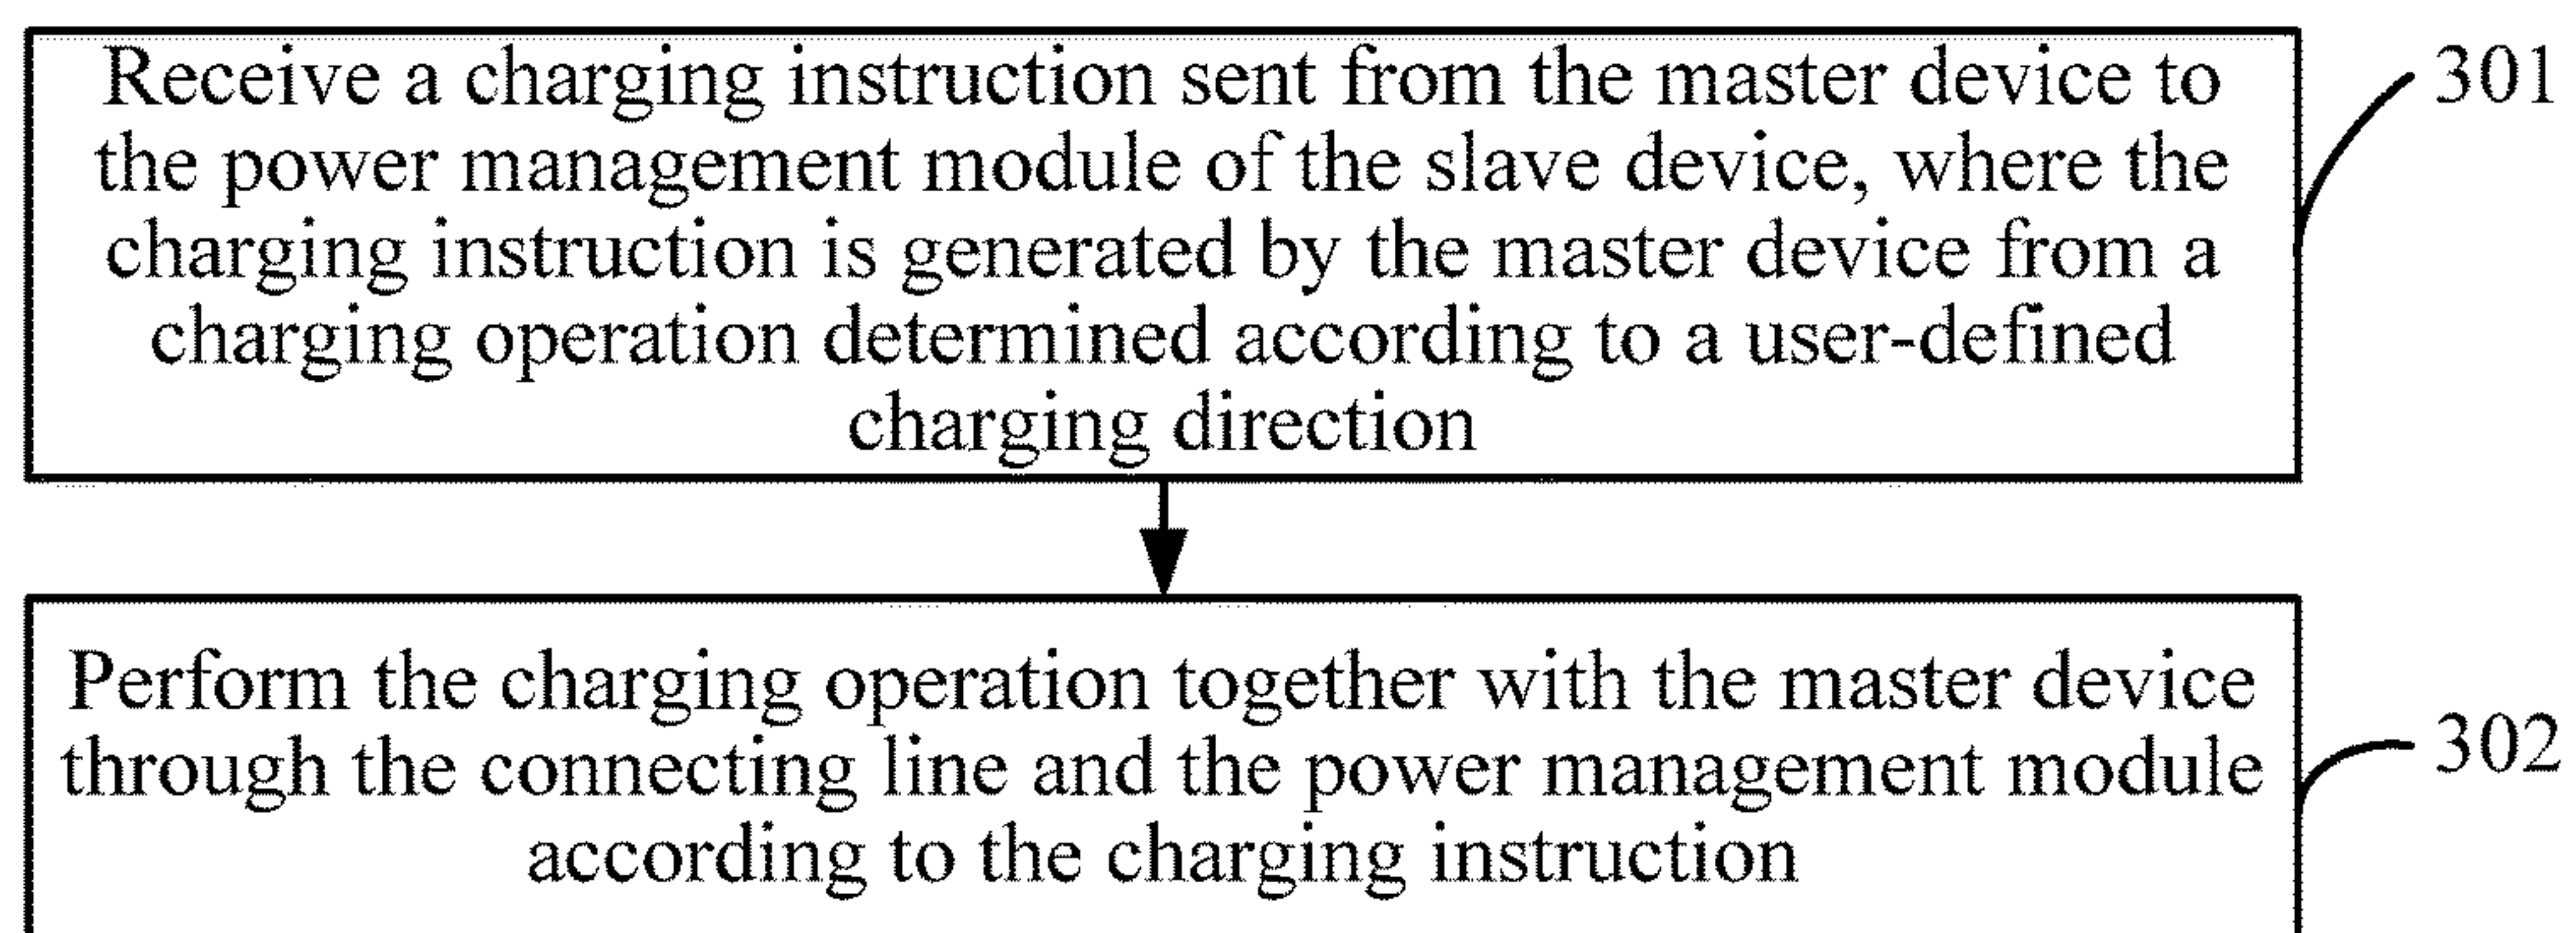 Receive a charging instruction sent from the master device to
the power management module of the slave device, where the
charging instruction is generated by the master device from a
charging operation determined according to a user-defined
charging direction
301
Perform the charging operation together with the master device
through the connecting line and the power management module
according to the charging instruction
302